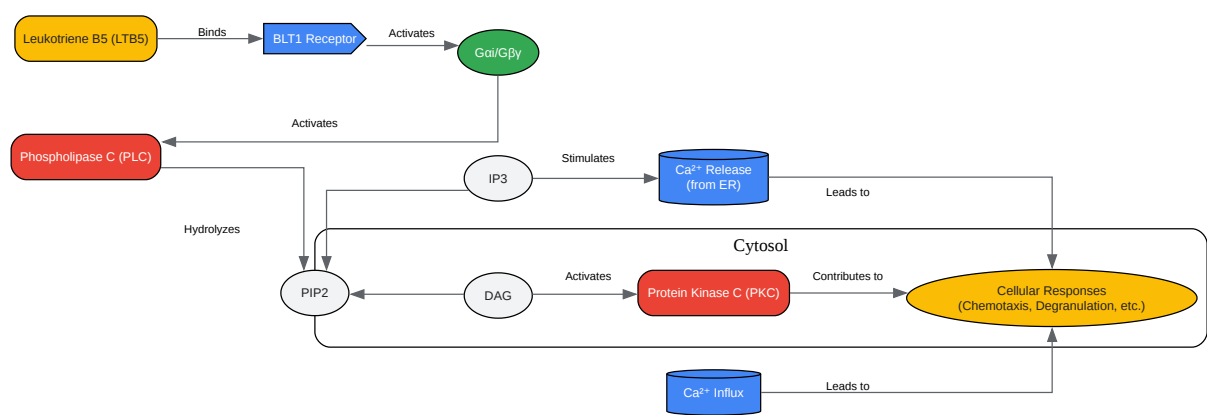 Leukotriene B5 (LTB5)
Binds
BLT1 Receptor
Activates
Gαi/Gβγ
Activates
Phospholipase C (PLC)
Hydrolyzes
IP3
Stimulates
Ca²⁺ Release
(from ER)
Leads to
Cytosol
PIP2
DAG
Activates
Protein Kinase C (PKC)
Contributes to
Cellular Responses
(Chemotaxis, Degranulation, etc.)
Ca²⁺ Influx
Leads to